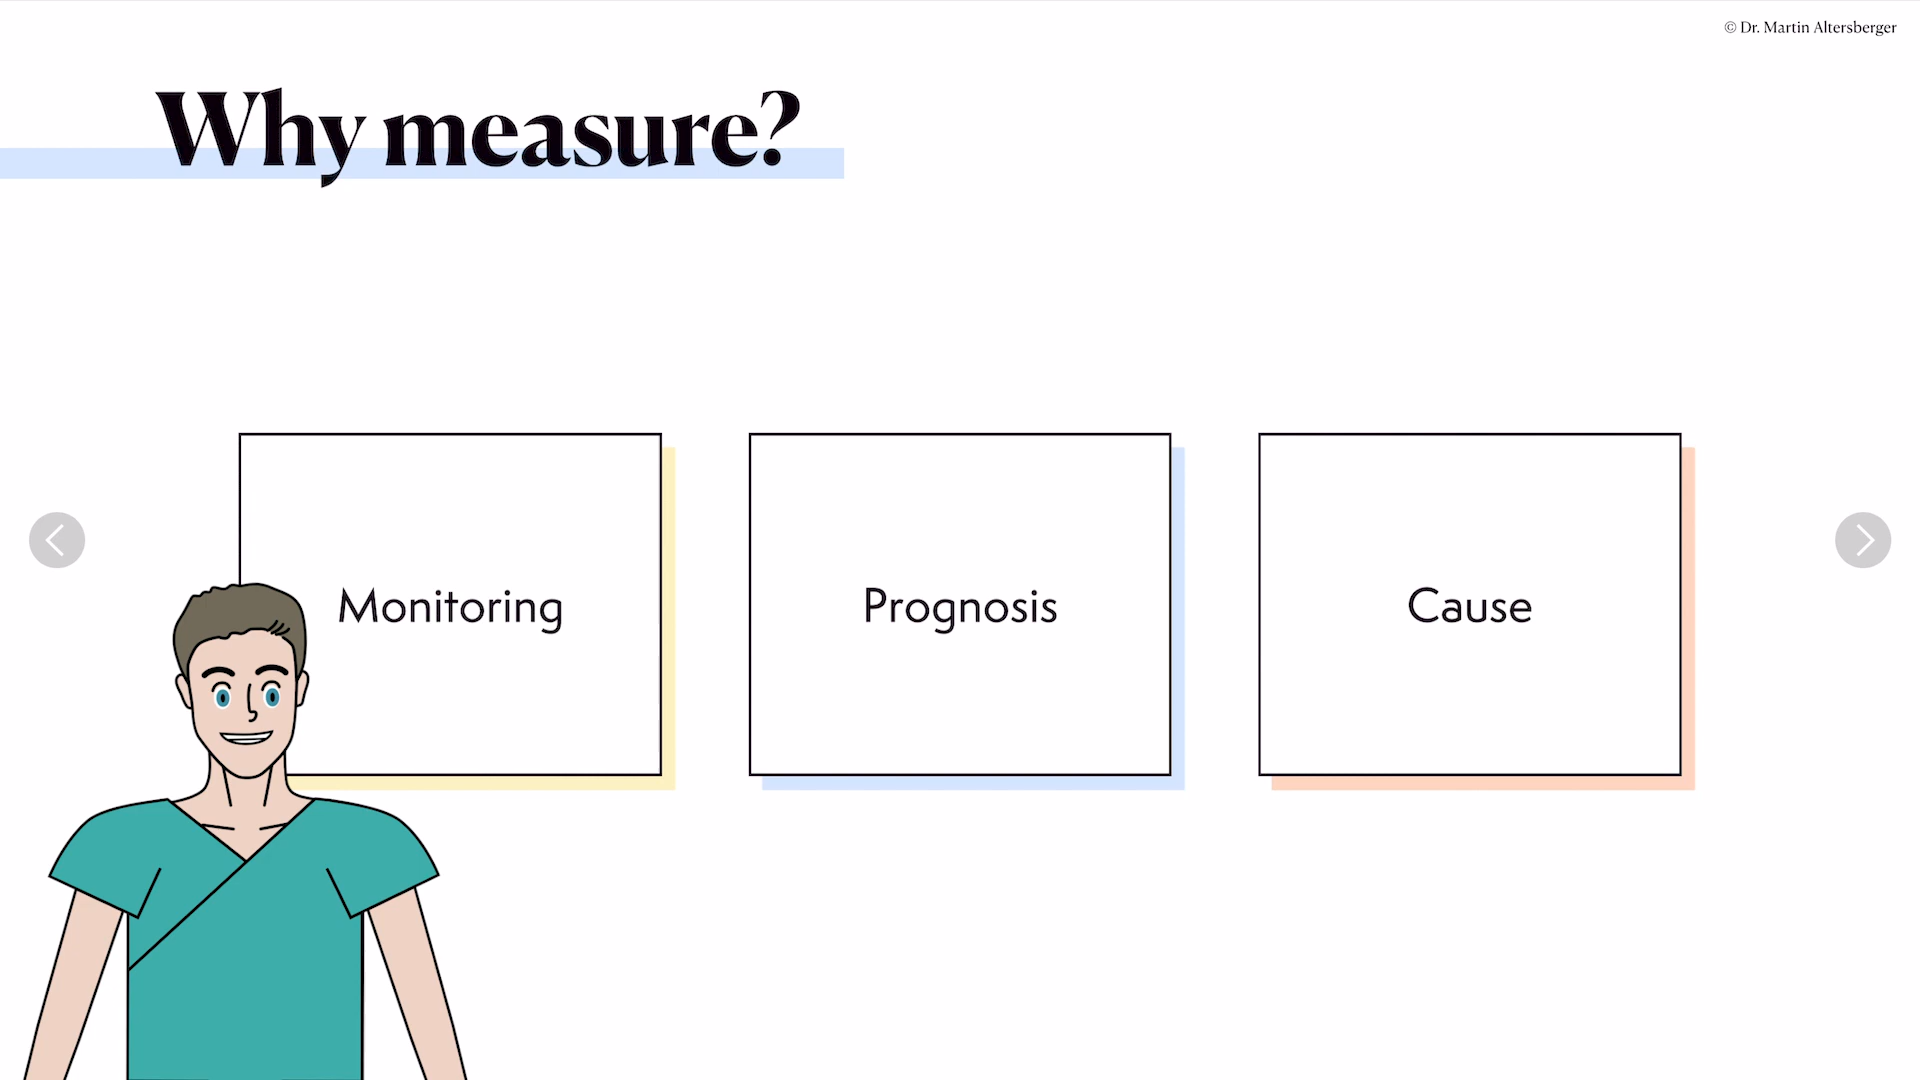 © Dr. Martin Altersberger
Why measure?
Monitoring
Prognosis
Cause